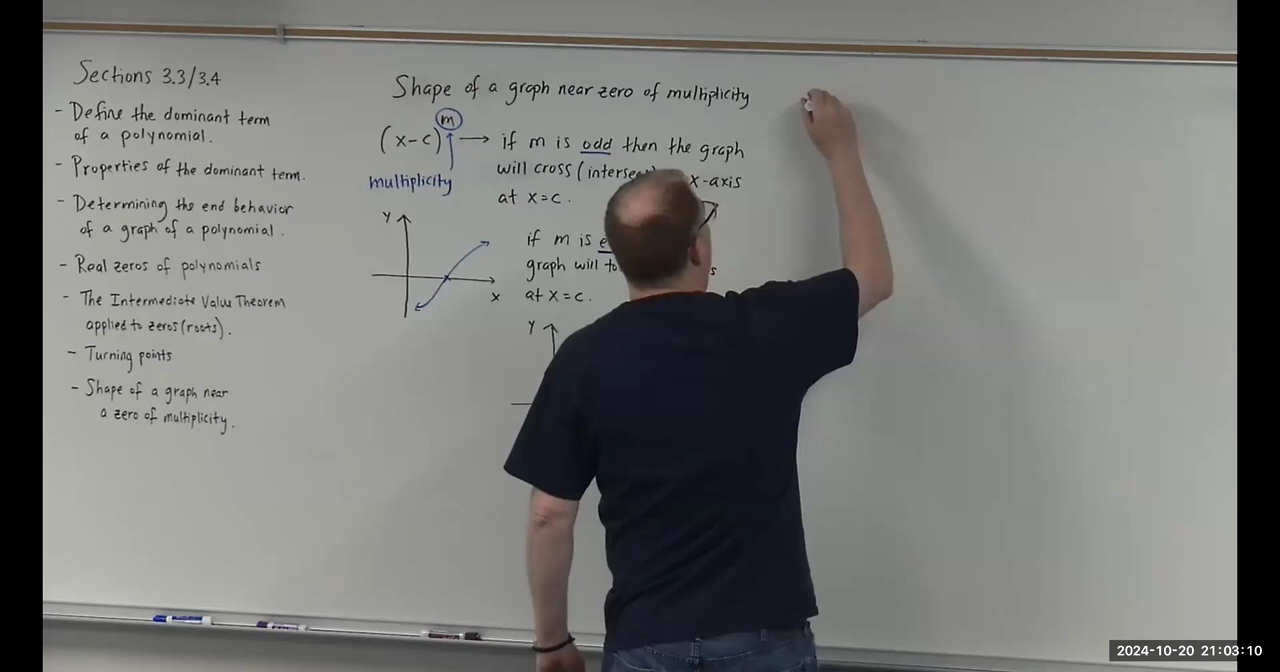 Sections 3.3/3.4
- Define the dominant term
of a polynomial.
- Properties of the dominant term.
- Determining the end behavior
of a graph of a polynomial.
- Real zeros of polynomials
- The Intermediate Value Theorem
applied to zeros (roots).
- Turning points
- Shape of a graph near
a zero of multiplicity.
Shape of a graph near zero of multiplicity
(x-c)^m → if m is odd then the graph
will cross (interse x-axis
at x=c.
multiplicity
y
x
if m is
graph will
at x=c.
y
2024-10-20 21:03:10